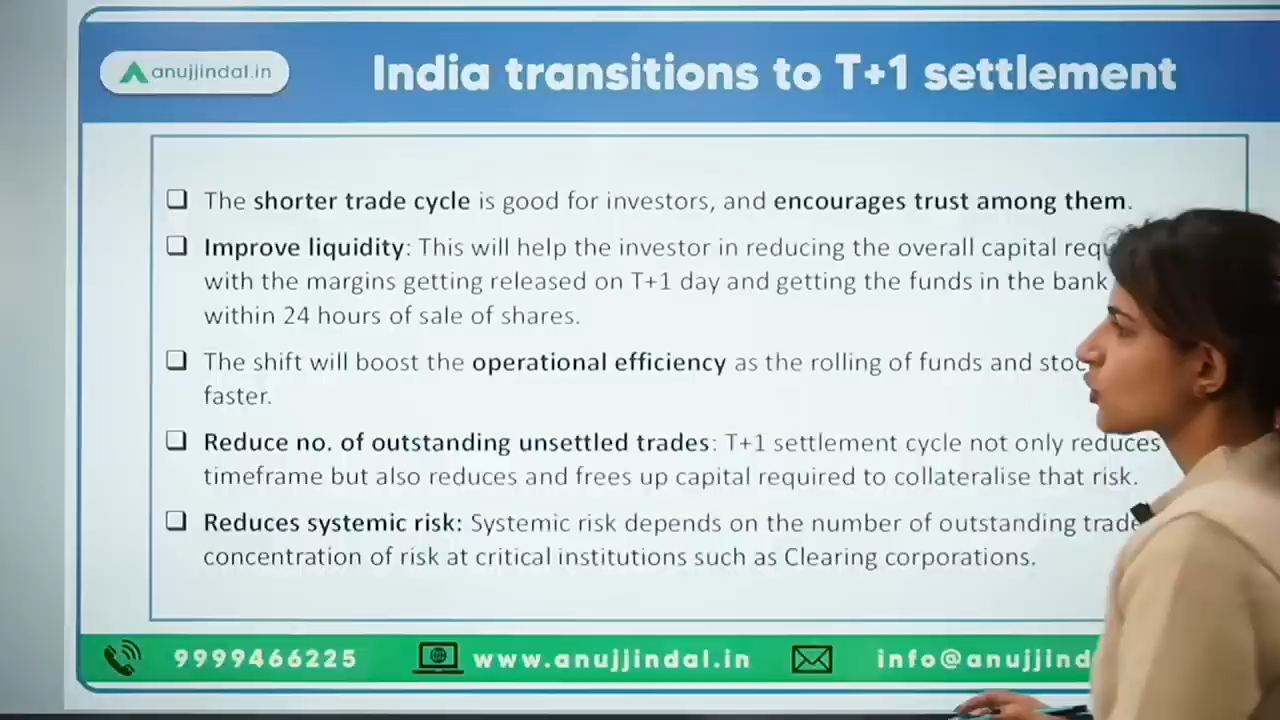 anujjindal.in
India transitions to T+1 settlement
❑ The shorter trade cycle is good for investors, and encourages trust among them.
❑ Improve liquidity: This will help the investor in reducing the overall capital
with the margins getting released on T+1 day and getting the funds in the bank
within 24 hours of sale of shares.
❑ The shift will boost the operational efficiency as the rolling of funds and
faster.
❑ Reduce no. of outstanding unsettled trades: T+1 settlement cycle not only reduces
timeframe but also reduces and frees up capital required to collateralise that risk.
❑ Reduces systemic risk: Systemic risk depends on the number of outstanding
concentration of risk at critical institutions such as Clearing corporations.
9999466225
www.anujjindal.in